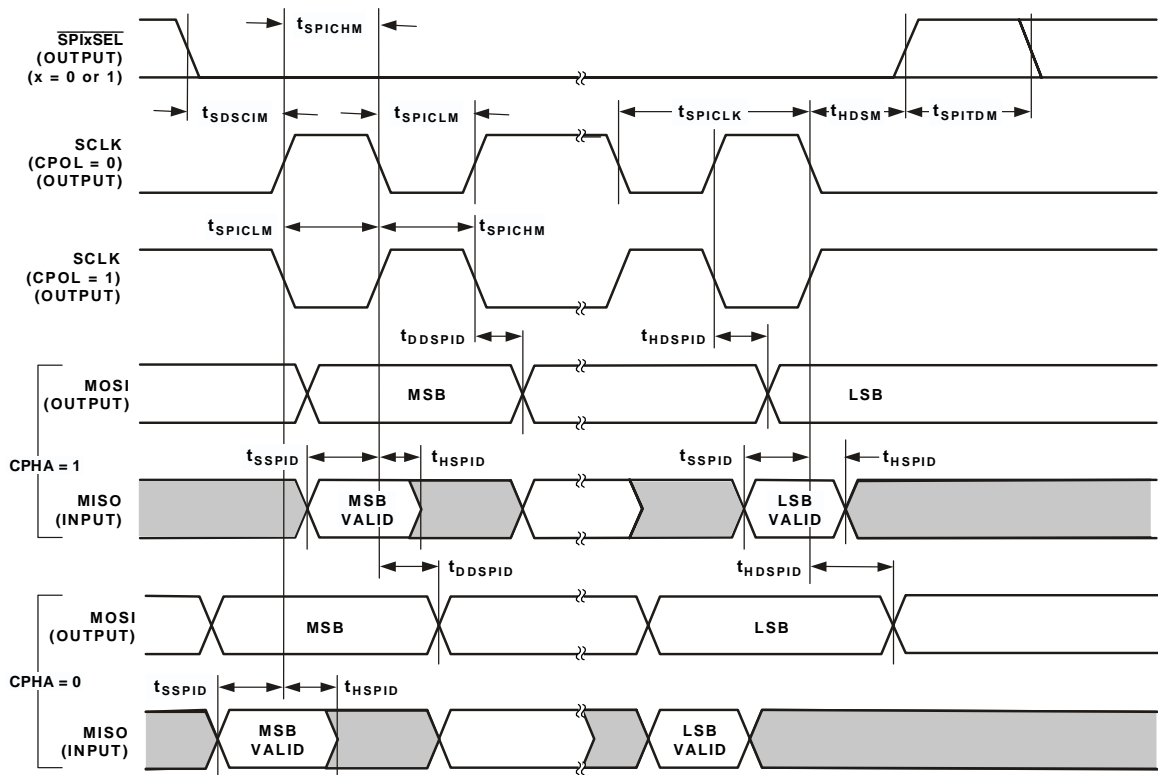 tSPICHM
SPIxSEL
(OUTPUT)
(x = 0 or 1)
tSDSCIM
tSPICLM
tSPICLK
tHDSM
tSPITDM
SCLK
(CPOL = 0)
(OUTPUT)
tSPICLM
tSPICHM
SCLK
(CPOL = 1)
(OUTPUT)
tDDSPID
tHDSPID
MOSI
(OUTPUT)
MSB
LSB
CPHA = 1
tSSPID
tHSPID
tSSPID
tHSPID
MISO
(INPUT)
MSB
VALID
LSB
VALID
tDDSPID
tHDSPID
MOSI
(OUTPUT)
MSB
LSB
CPHA = 0
tSSPID
tHSPID
MISO
(INPUT)
MSB
VALID
LSB
VALID